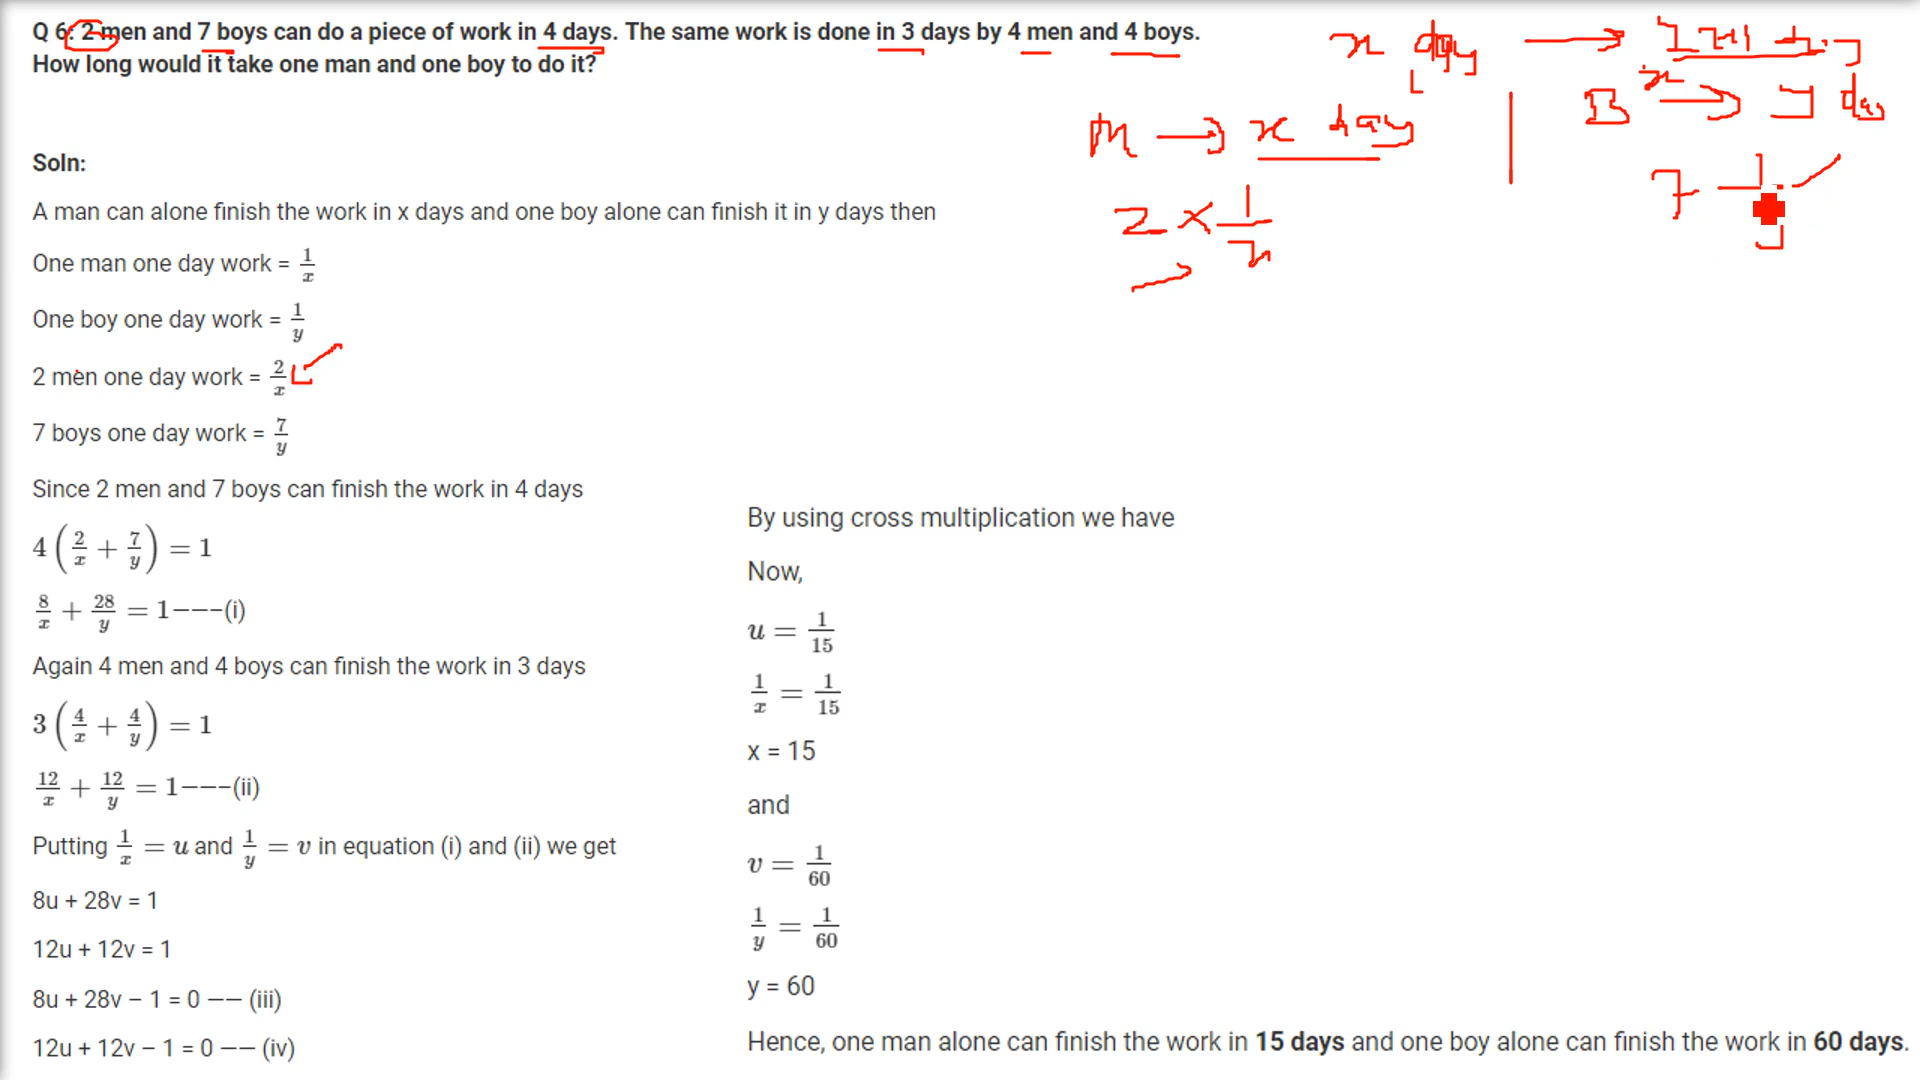 Q 6: 2 men and 7 boys can do a piece of work in 4 days. The same work is done in 3 days by 4 men and 4 boys.
How long would it take one man and one boy to do it?
x day
B → y day
M → x day
7 1/y
2 × 1/x
Soln:
A man can alone finish the work in x days and one boy alone can finish it in y days then
One man one day work = 1/x
One boy one day work = 1/y
2 men one day work = 2/x
7 boys one day work = 7/y
Since 2 men and 7 boys can finish the work in 4 days
4(2/x + 7/y) = 1
8/x + 28/y = 1−−−(i)
Again 4 men and 4 boys can finish the work in 3 days
3(4/x + 4/y) = 1
12/x + 12/y = 1−−−(ii)
Putting 1/x = u and 1/y = v in equation (i) and (ii) we get
8u + 28v = 1
12u + 12v = 1
8u + 28v − 1 = 0 −− (iii)
12u + 12v − 1 = 0 −− (iv)
By using cross multiplication we have
Now,
u = 1/15
1/x = 1/15
x = 15
and
v = 1/60
1/y = 1/60
y = 60
Hence, one man alone can finish the work in 15 days and one boy alone can finish the work in 60 days.